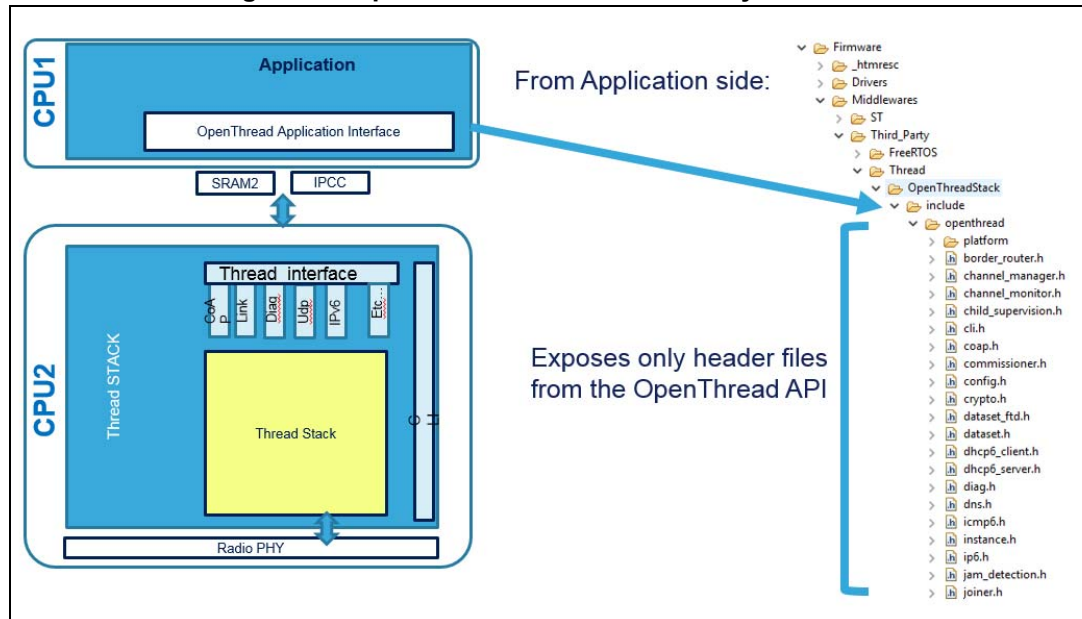 CPU1
Application
OpenThread Application Interface
SRAM2
IPCC
CPU2
Thread STACK
Thread interface
CoAP
Link
Diag
Udp
IPv6
Etc...
CLI
Thread Stack
Radio PHY
From Application side:
Exposes only header files
from the OpenThread API
Firmware
_htmresc
Drivers
Middlewares
ST
Third_Party
FreeRTOS
Thread
OpenThreadStack
include
openthread
platform
border_router.h
channel_manager.h
channel_monitor.h
child_supervision.h
cli.h
coap.h
commissioner.h
config.h
crypto.h
dataset_ftd.h
dataset.h
dhcp6_client.h
dhcp6_server.h
diag.h
dns.h
icmp6.h
instance.h
ip6.h
jam_detection.h
joiner.h